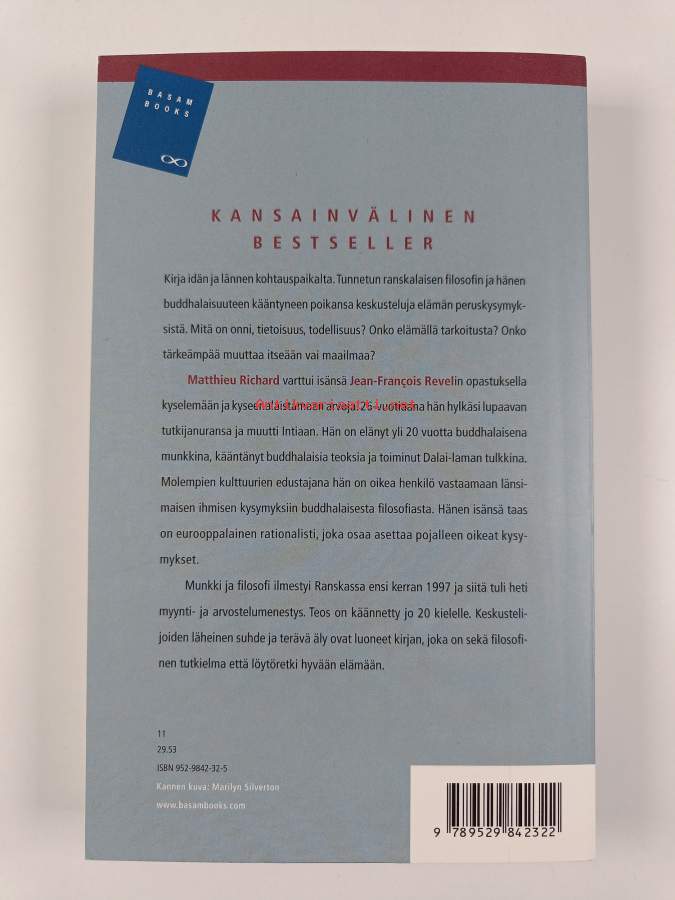 BASAM
BOOKS
KANSAINVÄLINEN
BESTSELLER
Kirja idän ja lännen kohtauspaikalta. Tunnetun ranskalaisen filosofin ja hänen
buddhalaisuuteen kääntyneen poikansa keskusteluja elämän peruskysymyk-
sistä. Mitä on onni, tietoisuus, todellisuus? Onko elämällä tarkoitusta? Onko
tärkeämpää muuttaa itseään vai maailmaa?
Matthieu Richard varttui isänsä Jean-François Revelin opastuksella
kyselemään ja kyseenalaistamaan arvoja. 26-vuotiaana hän hylkäsi lupaavan
Antikvariaatti.net
tutkijanuransa ja muutti Intiaan. Hän on elänyt yli 20 vuotta buddhalaisena
munkkina, kääntänyt buddhalaisia teoksia ja toiminut Dalai-laman tulkkina.
Molempien kulttuurien edustajana hän on oikea henkilö vastaamaan länsi-
maisen ihmisen kysymyksiin buddhalaisesta filosofiasta. Hänen isänsä taas
on eurooppalainen rationalisti, joka osaa asettaa pojalleen oikeat kysy-
mykset.
Munkki ja filosofi ilmestyi Ranskassa ensi kerran 1997 ja siitä tuli heti
myynti- ja arvostelumenestys. Teos on käännetty jo 20 kielelle. Keskusteli-
joiden läheinen suhde ja terävä äly ovat luoneet kirjan, joka on sekä filosofi-
nen tutkielma että löytöretki hyvään elämään.
11
29.53
ISBN 952-9842-32-5
Kannen kuva: Marilyn Silverton
www.basambooks.com
9 789529 842322